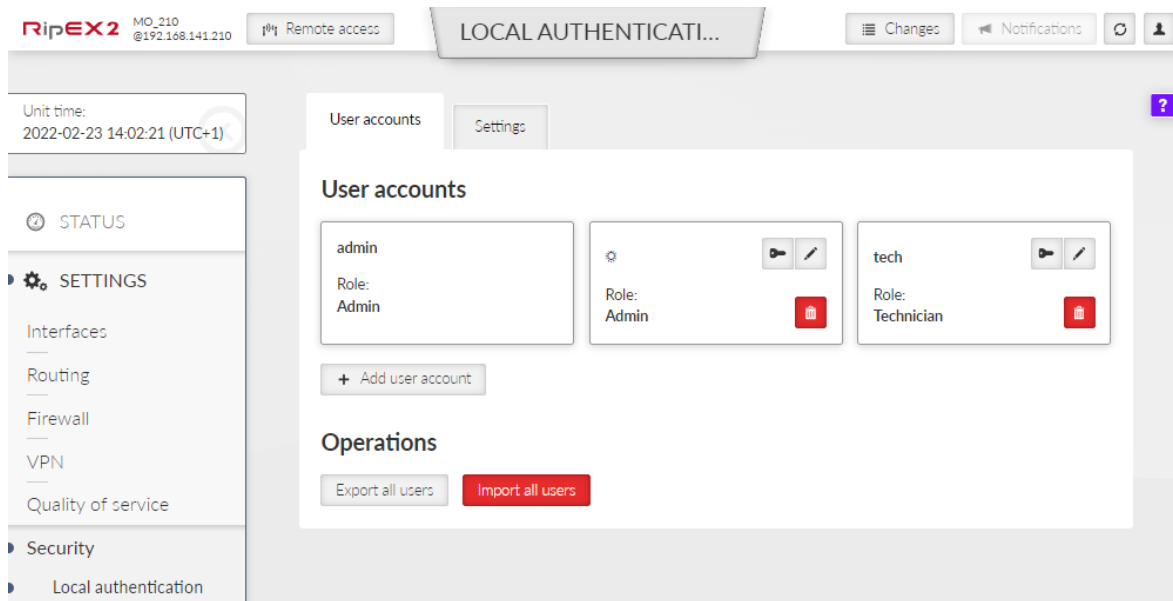 RipEX2
MO_210
@192.168.141.210
Remote access
LOCAL AUTHENTICATI...
Changes
Notifications
?
Unit time:
2022-02-23 14:02:21 (UTC+1)
User accounts
Settings
STATUS
SETTINGS
Interfaces
Routing
Firewall
VPN
Quality of service
Security
Local authentication
User accounts
admin
Role:
Admin
Role:
Admin
tech
Role:
Technician
+ Add user account
Operations
Export all users
Import all users